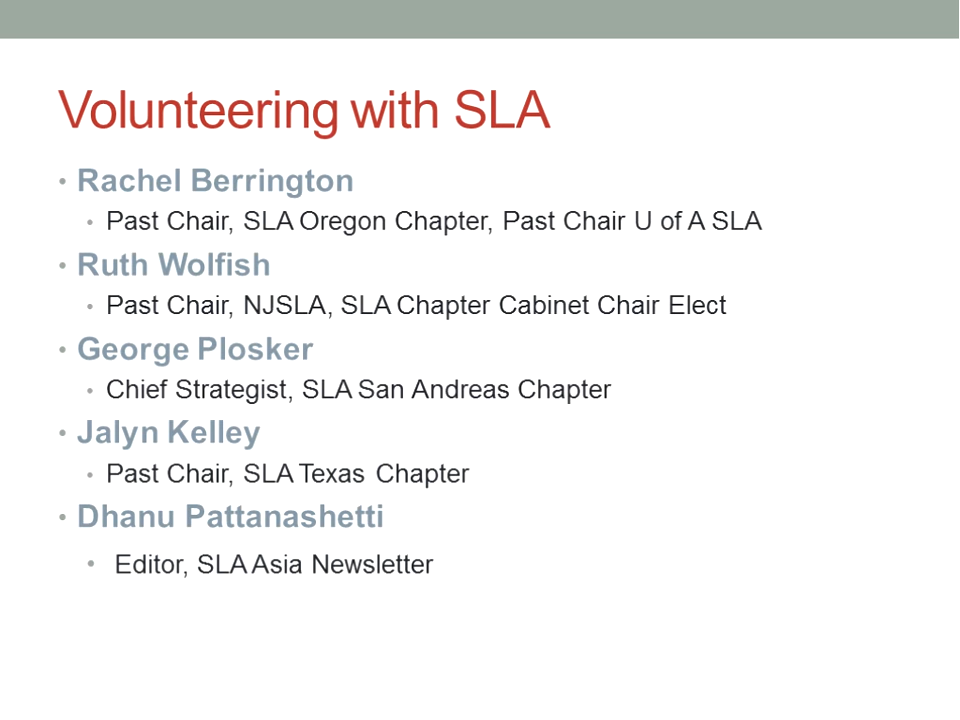 Volunteering with SLA
• Rachel Berrington
• Past Chair, SLA Oregon Chapter, Past Chair U of A SLA
• Ruth Wolfish
• Past Chair, NJSLA, SLA Chapter Cabinet Chair Elect
• George Plosker
• Chief Strategist, SLA San Andreas Chapter
• Jalyn Kelley
• Past Chair, SLA Texas Chapter
• Dhanu Pattanashetti
• Editor, SLA Asia Newsletter